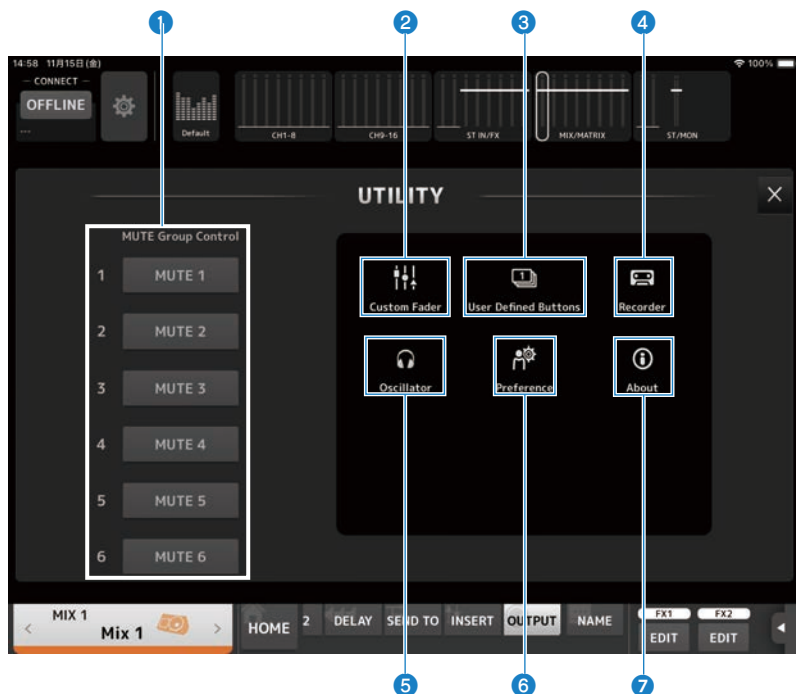 1 2 3 4
14:58 11月15日(金) 100%
CONNECT
OFFLINE
...
Default CH1-8 CH9-16 ST IN/FX MIX/MATRIX ST/MON
UTILITY
MUTE Group Control
1 MUTE 1
2 MUTE 2
3 MUTE 3
4 MUTE 4
5 MUTE 5
6 MUTE 6
1
Custom Fader User Defined Buttons Recorder
Oscillator Preference About
MIX 1
Mix 1
HOME 2 DELAY SEND TO INSERT OUTPUT NAME
FX1 FX2
EDIT EDIT
5 6 7